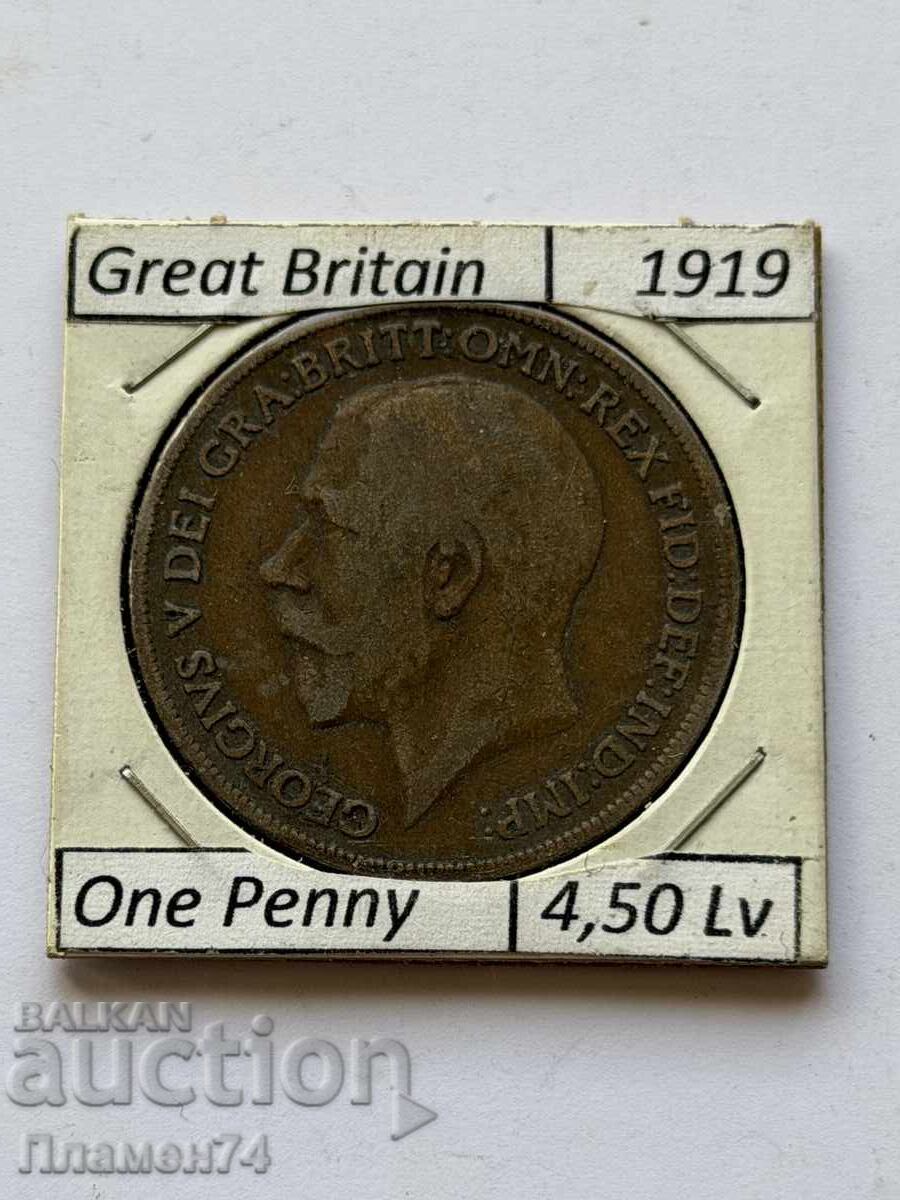 Great Britain 1919
GEORGIVS V DEI GRA: BRITT: OMN: REX FID: DEF: IND: IMP:
One Penny 4,50 Lv
BALKAN
auction
Пламен74